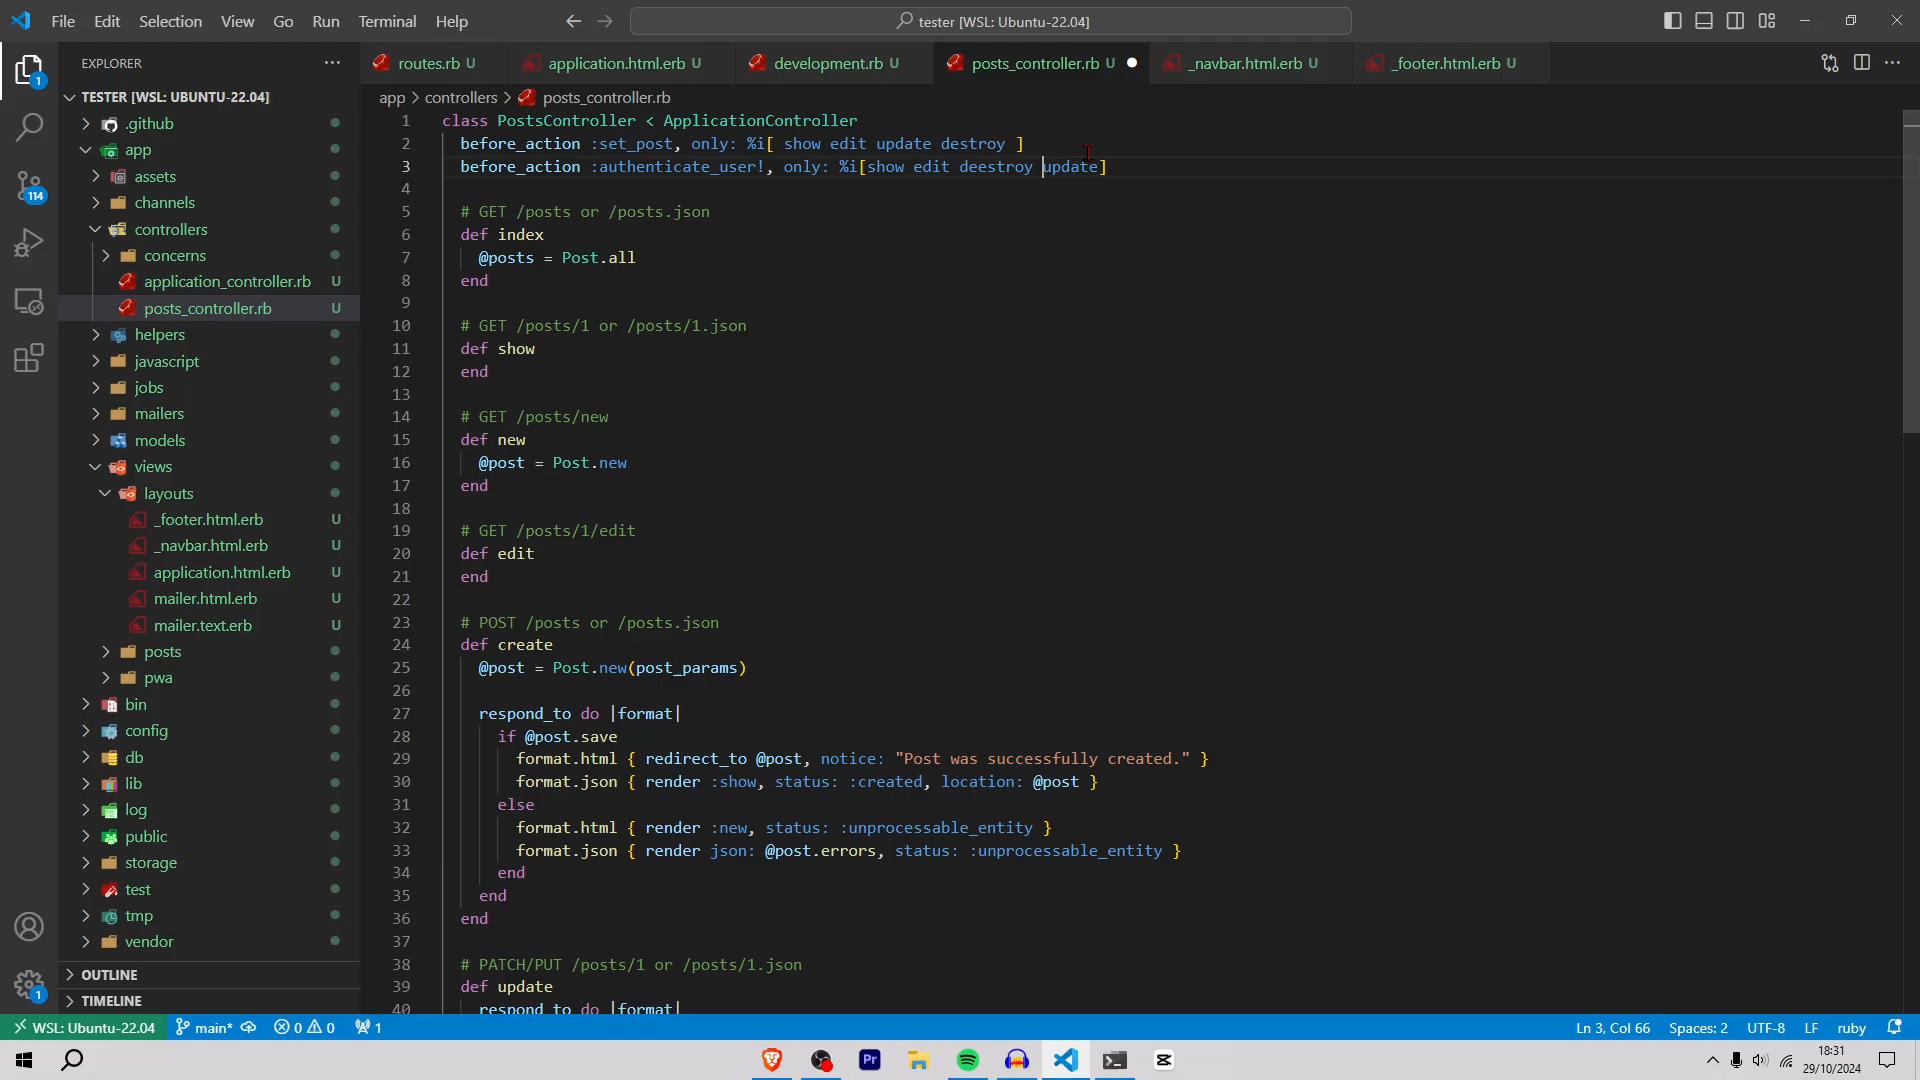 File Edit Selection View Go Run Terminal Help
tester [WSL: Ubuntu-22.04]
EXPLORER
routes.rb U
application.html.erb U
development.rb U
posts_controller.rb U
_navbar.html.erb U
_footer.html.erb U
TESTER [WSL: UBUNTU-22.04]
.github
app
assets
channels
controllers
concerns
application_controller.rb U
posts_controller.rb U
helpers
javascript
jobs
mailers
models
views
layouts
_footer.html.erb U
_navbar.html.erb U
application.html.erb U
mailer.html.erb U
mailer.text.erb U
posts
pwa
bin
config
db
lib
log
public
storage
test
tmp
vendor
OUTLINE
TIMELINE
1
114
1
app > controllers > posts_controller.rb
1 class PostsController < ApplicationController
2 before_action :set_post, only: %i[ show edit update destroy ]
3 before_action :authenticate_user!, only: %i[show edit deestroy update]
4
5 # GET /posts or /posts.json
6 def index
7 @posts = Post.all
8 end
9
10 # GET /posts/1 or /posts/1.json
11 def show
12 end
13
14 # GET /posts/new
15 def new
16 @post = Post.new
17 end
18
19 # GET /posts/1/edit
20 def edit
21 end
22
23 # POST /posts or /posts.json
24 def create
25 @post = Post.new(post_params)
26
27 respond_to do |format|
28 if @post.save
29 format.html { redirect_to @post, notice: "Post was successfully created." }
30 format.json { render :show, status: :created, location: @post }
31 else
32 format.html { render :new, status: :unprocessable_entity }
33 format.json { render json: @post.errors, status: :unprocessable_entity }
34 end
35 end
36 end
37
38 # PATCH/PUT /posts/1 or /posts/1.json
39 def update
40 respond_to do |format|
WSL: Ubuntu-22.04 main* 0 0 1
Ln 3, Col 66 Spaces: 2 UTF-8 LF ruby
Pr
18:31
29/10/2024